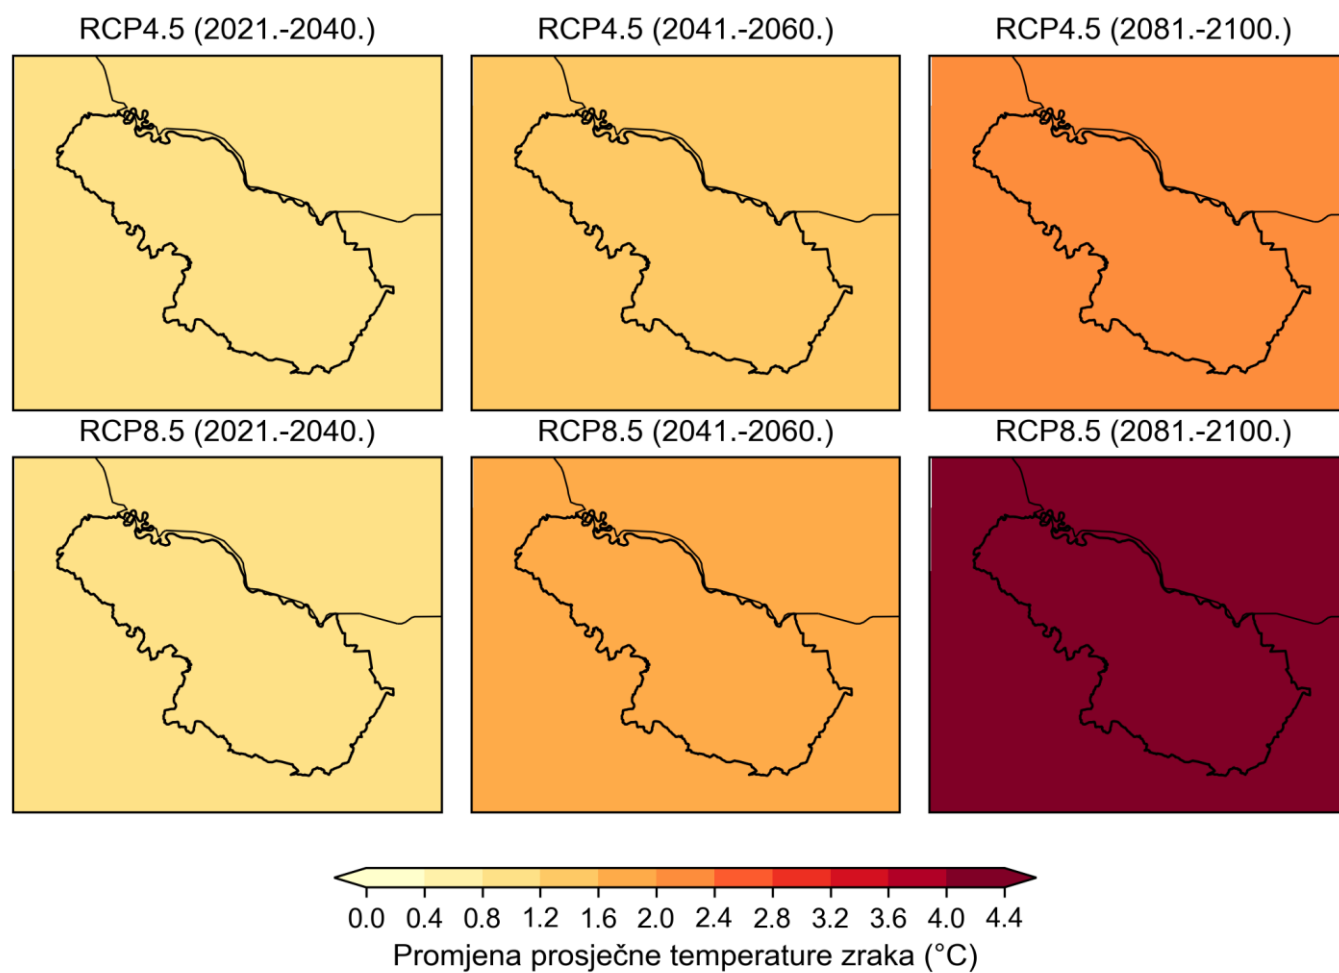 RCP4.5 (2021.-2040.) RCP4.5 (2041.-2060.) RCP4.5 (2081.-2100.)
RCP8.5 (2021.-2040.) RCP8.5 (2041.-2060.) RCP8.5 (2081.-2100.)
0.0 0.4 0.8 1.2 1.6 2.0 2.4 2.8 3.2 3.6 4.0 4.4
Promjena prosječne temperature zraka (°C)